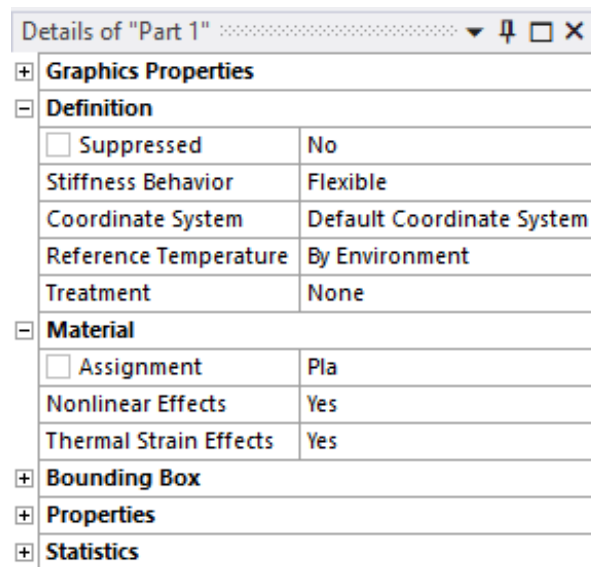 Details of "Part 1"
Graphics Properties
Definition
Suppressed No
Stiffness Behavior Flexible
Coordinate System Default Coordinate System
Reference Temperature By Environment
Treatment None
Material
Assignment Pla
Nonlinear Effects Yes
Thermal Strain Effects Yes
Bounding Box
Properties
Statistics